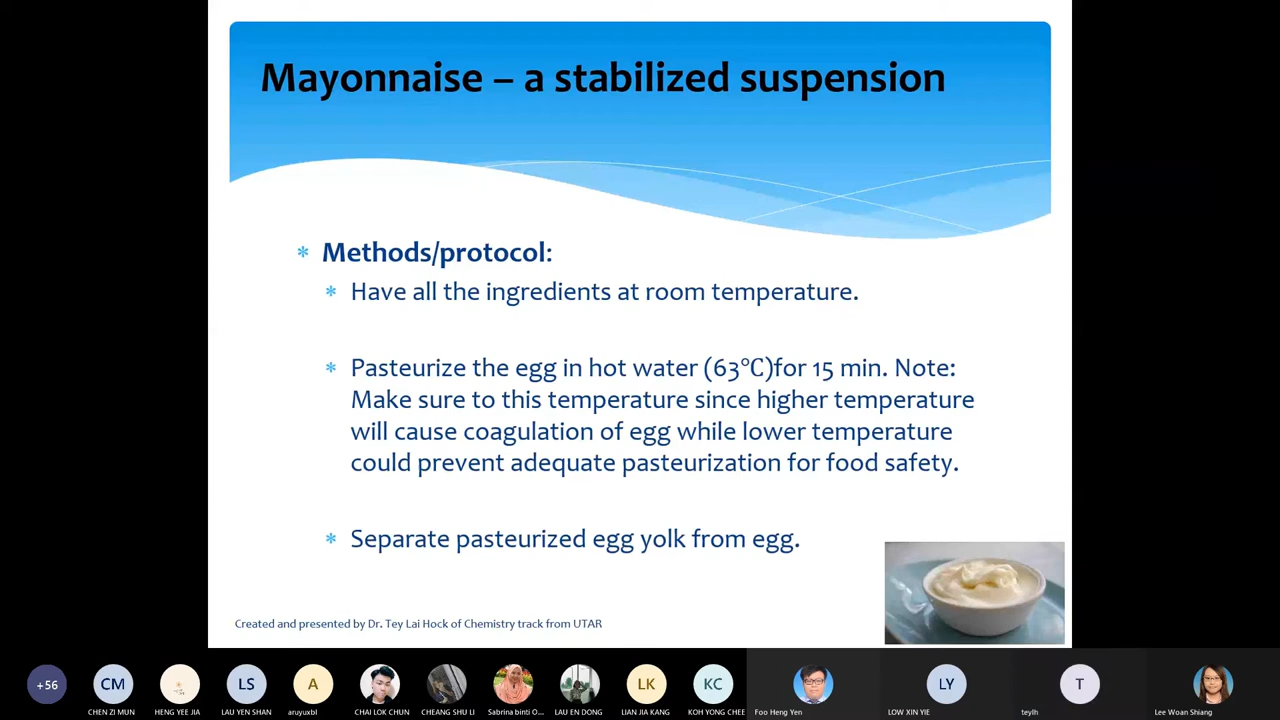 Mayonnaise – a stabilized suspension
* Methods/protocol:
* Have all the ingredients at room temperature.
* Pasteurize the egg in hot water (63℃)for 15 min. Note:
Make sure to this temperature since higher temperature
will cause coagulation of egg while lower temperature
could prevent adequate pasteurization for food safety.
* Separate pasteurized egg yolk from egg.
Created and presented by Dr. Tey Lai Hock of Chemistry track from UTAR
+56 CM LS A LK KC LY T
CHEN ZI MUN HENG YEE JIA LAU YEN SHAN aruyuxbl CHAI LOK CHUN CHEANG SHU LI Sabrina binti O... LAU EN DONG LIAN JIA KANG KOH YONG CHEE Foo Heng Yen LOW XIN YIE teylh Lee Woan Shiang